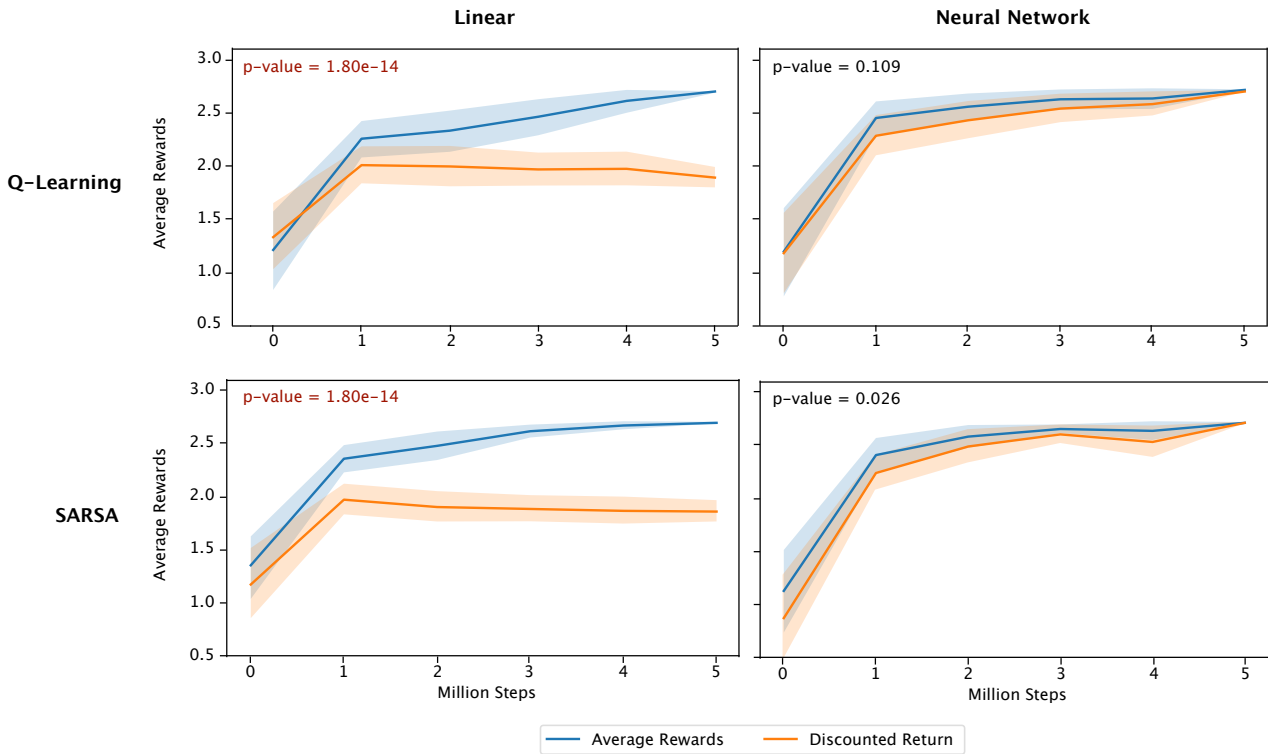 Linear
Neural Network
Q-Learning
Average Rewards
3.0
2.5
2.0
1.5
1.0
0.5
p-value = 1.80e-14
0 1 2 3 4 5
p-value = 0.109
0 1 2 3 4 5
SARSA
Average Rewards
3.0
2.5
2.0
1.5
1.0
0.5
p-value = 1.80e-14
0 1 2 3 4 5
Million Steps
p-value = 0.026
0 1 2 3 4 5
Million Steps
Average Rewards Discounted Return